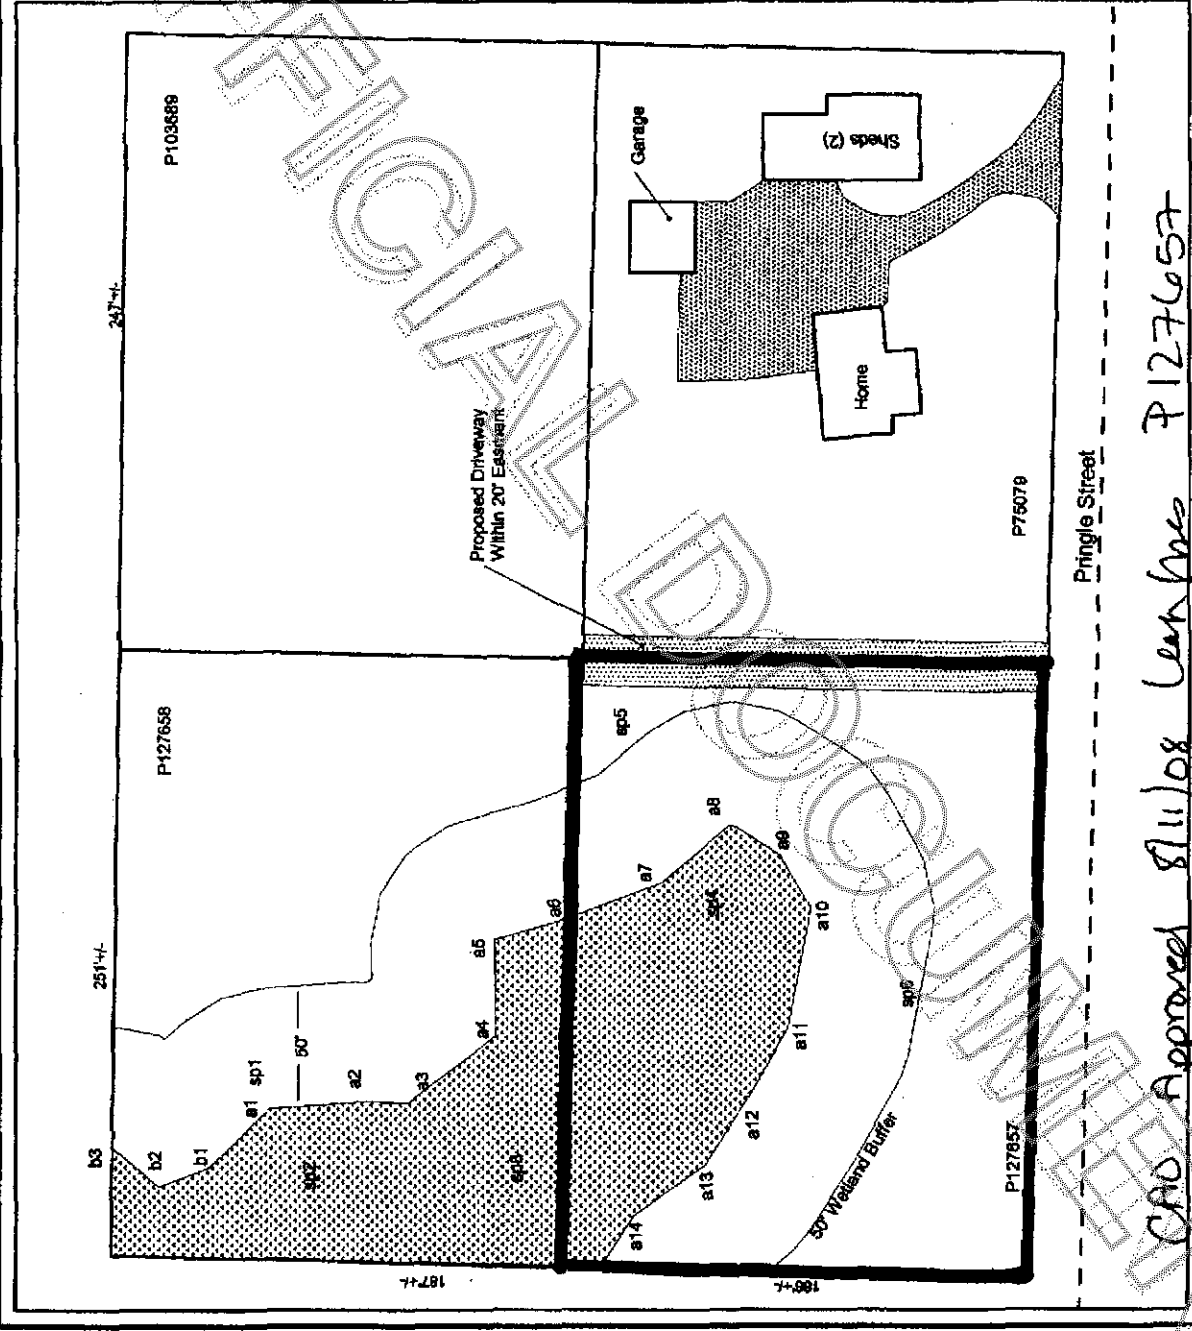 P103689
247'+/-
Garage
Sheds (2)
Home
Proposed Driveway
Within 20' Easment
P75079
Pringle Street
P127658
251'+/-
sp5
a8
a9
a7
a10
a6
a5
sp4
a4
a11
sp6
50'
a3
a2
sp1
a1
a12
b3
b2
b1
sp2
sp3
a13
a14
50' Wetland Buffer
P127657
187'+/-
186'+/-
CAO Approved 8/11/08 P127657
OFFICIAL DOCUMENT